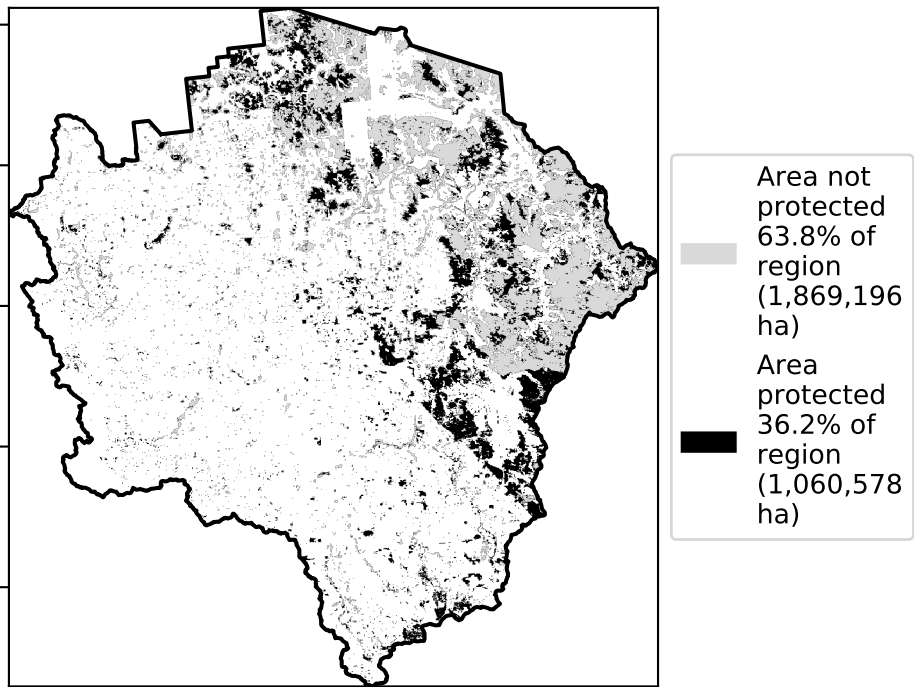 Area not
protected
63.8% of
region
(1,869,196
ha)
Area
protected
36.2% of
region
(1,060,578
ha)